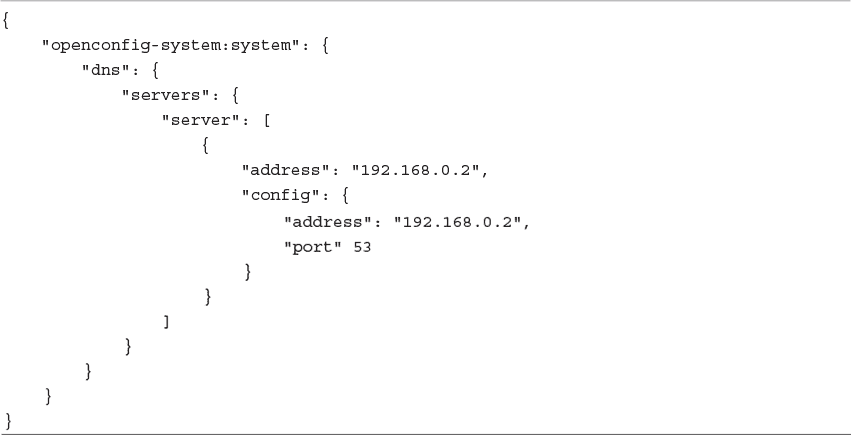 {
    "openconfig-system:system": {
        "dns": {
            "servers": {
                "server": [
                    {
                        "address": "192.168.0.2",
                        "config": {
                            "address": "192.168.0.2",
                            "port" 53
                        }
                    }
                ]
            }
        }
    }
}